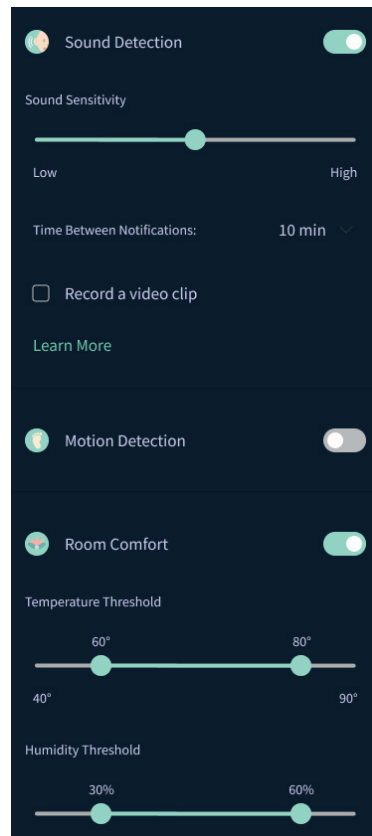 Sound Detection
Sound Sensitivity
Low High
Time Between Notifications: 10 min
Record a video clip
Learn More
Motion Detection
Room Comfort
Temperature Threshold
60° 80°
40° 90°
Humidity Threshold
30% 60%